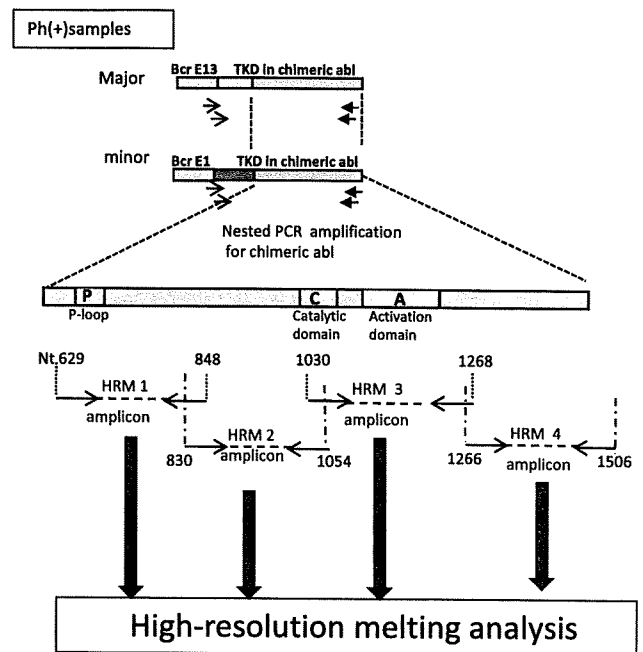 Ph(+)samples
Major
Bcr E13 TKD in chimeric abl
minor
Bcr E1 TKD in chimeric abl
Nested PCR amplification
for chimeric abl
P C A
P-loop Catalytic domain Activation domain
Nt.629 848 1030 1268
HRM 1 amplicon
HRM 3 amplicon
HRM 2 amplicon
HRM 4 amplicon
830 1054 1266 1506
High-resolution melting analysis